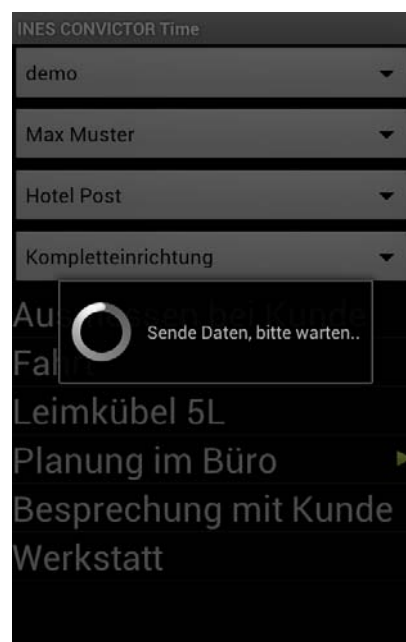 INES CONVICTOR Time
demo
Max Muster
Hotel Post
Kompletteinrichtung
bei Kunde
Sende Daten, bitte warten..
Leimkübel 5L
Planung im Büro
Besprechung mit Kunde
Werkstatt